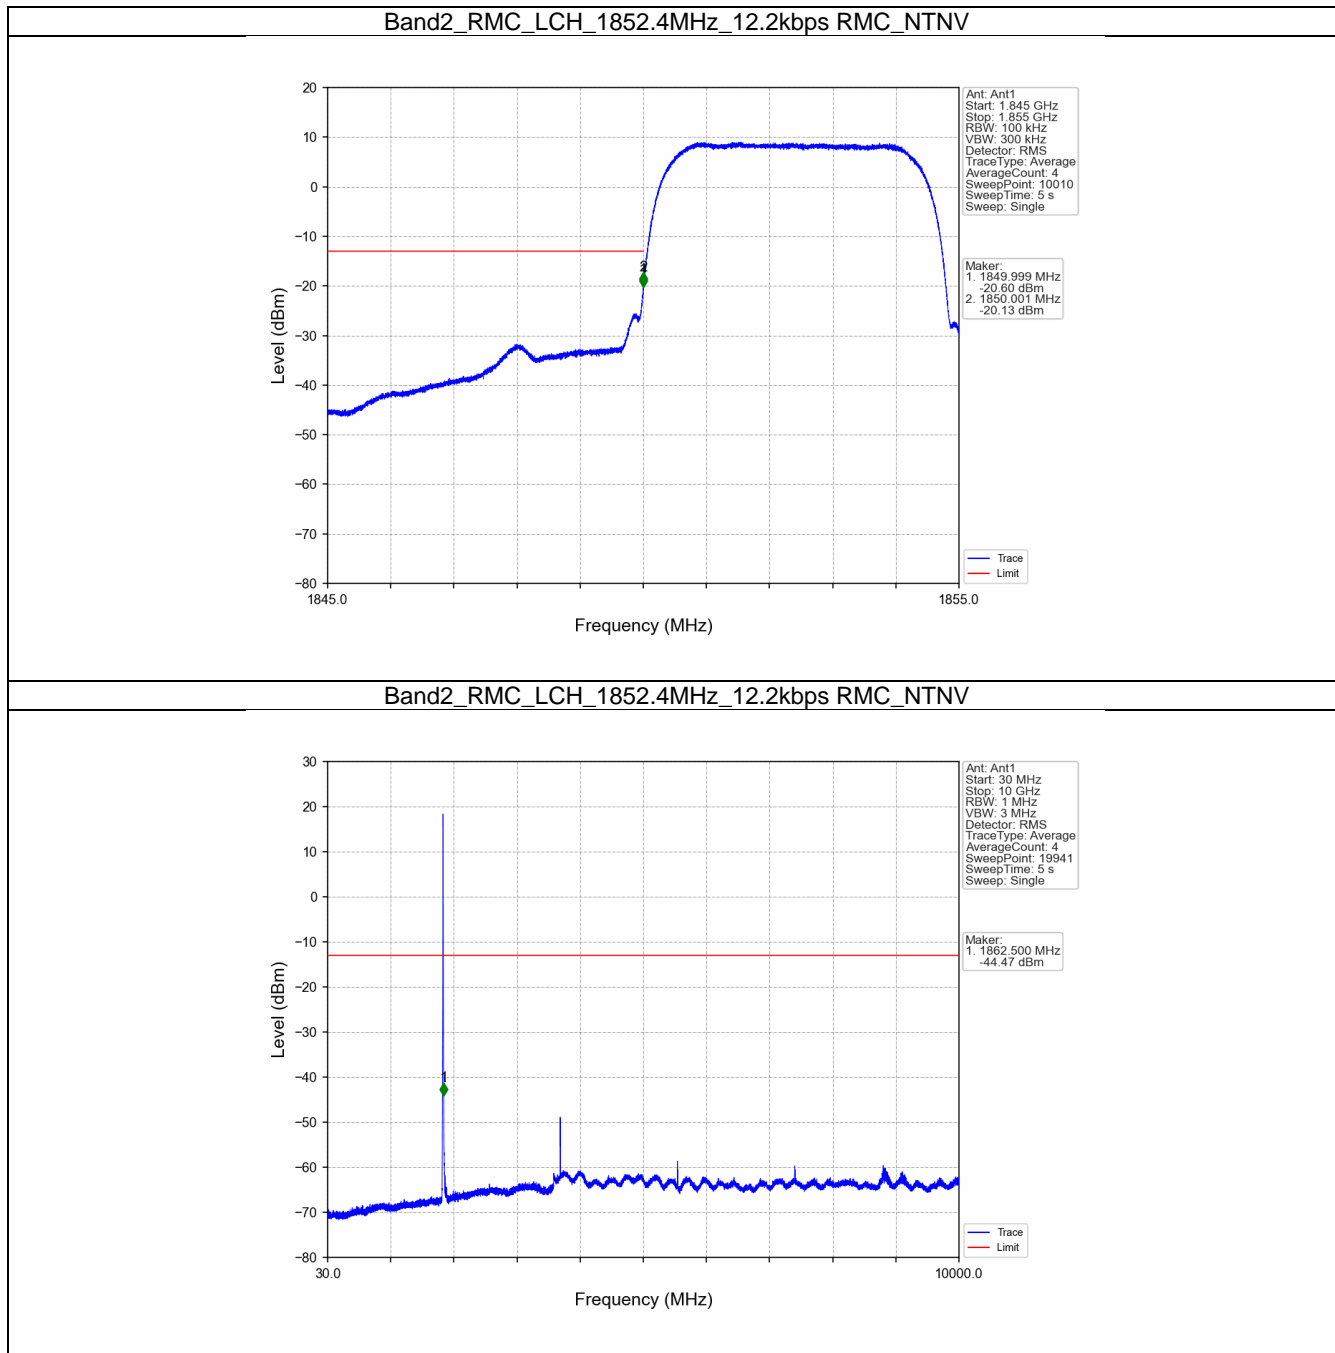 Band2_RMC_LCH_1852.4MHz_12.2kbps RMC_NTNV
20
10
0
−10
−20
−30
−40
−50
−60
−70
−80
Level (dBm)
1845.0
1855.0
Frequency (MHz)
2
Ant: Ant1
Start: 1.845 GHz
Stop: 1.855 GHz
RBW: 100 kHz
VBW: 300 kHz
Detector: RMS
TraceType: Average
AverageCount: 4
SweepPoint: 10010
SweepTime: 5 s
Sweep: Single
Maker:
1. 1849.999 MHz
-20.60 dBm
2. 1850.001 MHz
-20.13 dBm
Trace
Limit
Band2_RMC_LCH_1852.4MHz_12.2kbps RMC_NTNV
30
20
10
0
−10
−20
−30
−40
−50
−60
−70
−80
Level (dBm)
30.0
10000.0
Frequency (MHz)
1
Ant: Ant1
Start: 30 MHz
Stop: 10 GHz
RBW: 1 MHz
VBW: 3 MHz
Detector: RMS
TraceType: Average
AverageCount: 4
SweepPoint: 19941
SweepTime: 5 s
Sweep: Single
Maker:
1. 1862.500 MHz
-44.47 dBm
Trace
Limit